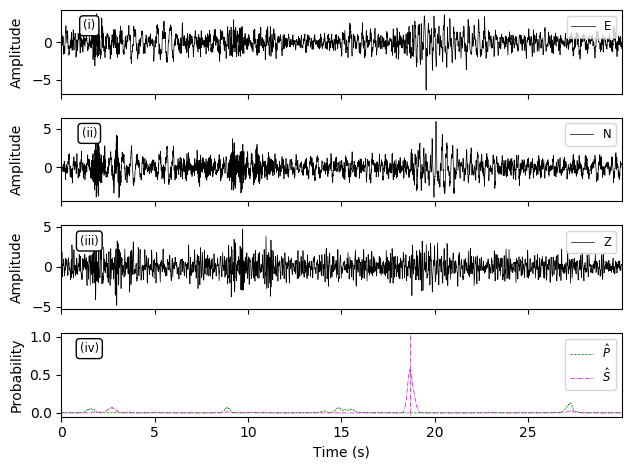 Amplitude
0
−5
(i)
E
Amplitude
5
0
(ii)
N
Amplitude
5
0
−5
(iii)
Z
Probability
1.0
0.5
0.0
(iv)
P̂
Ŝ
0 5 10 15 20 25
Time (s)